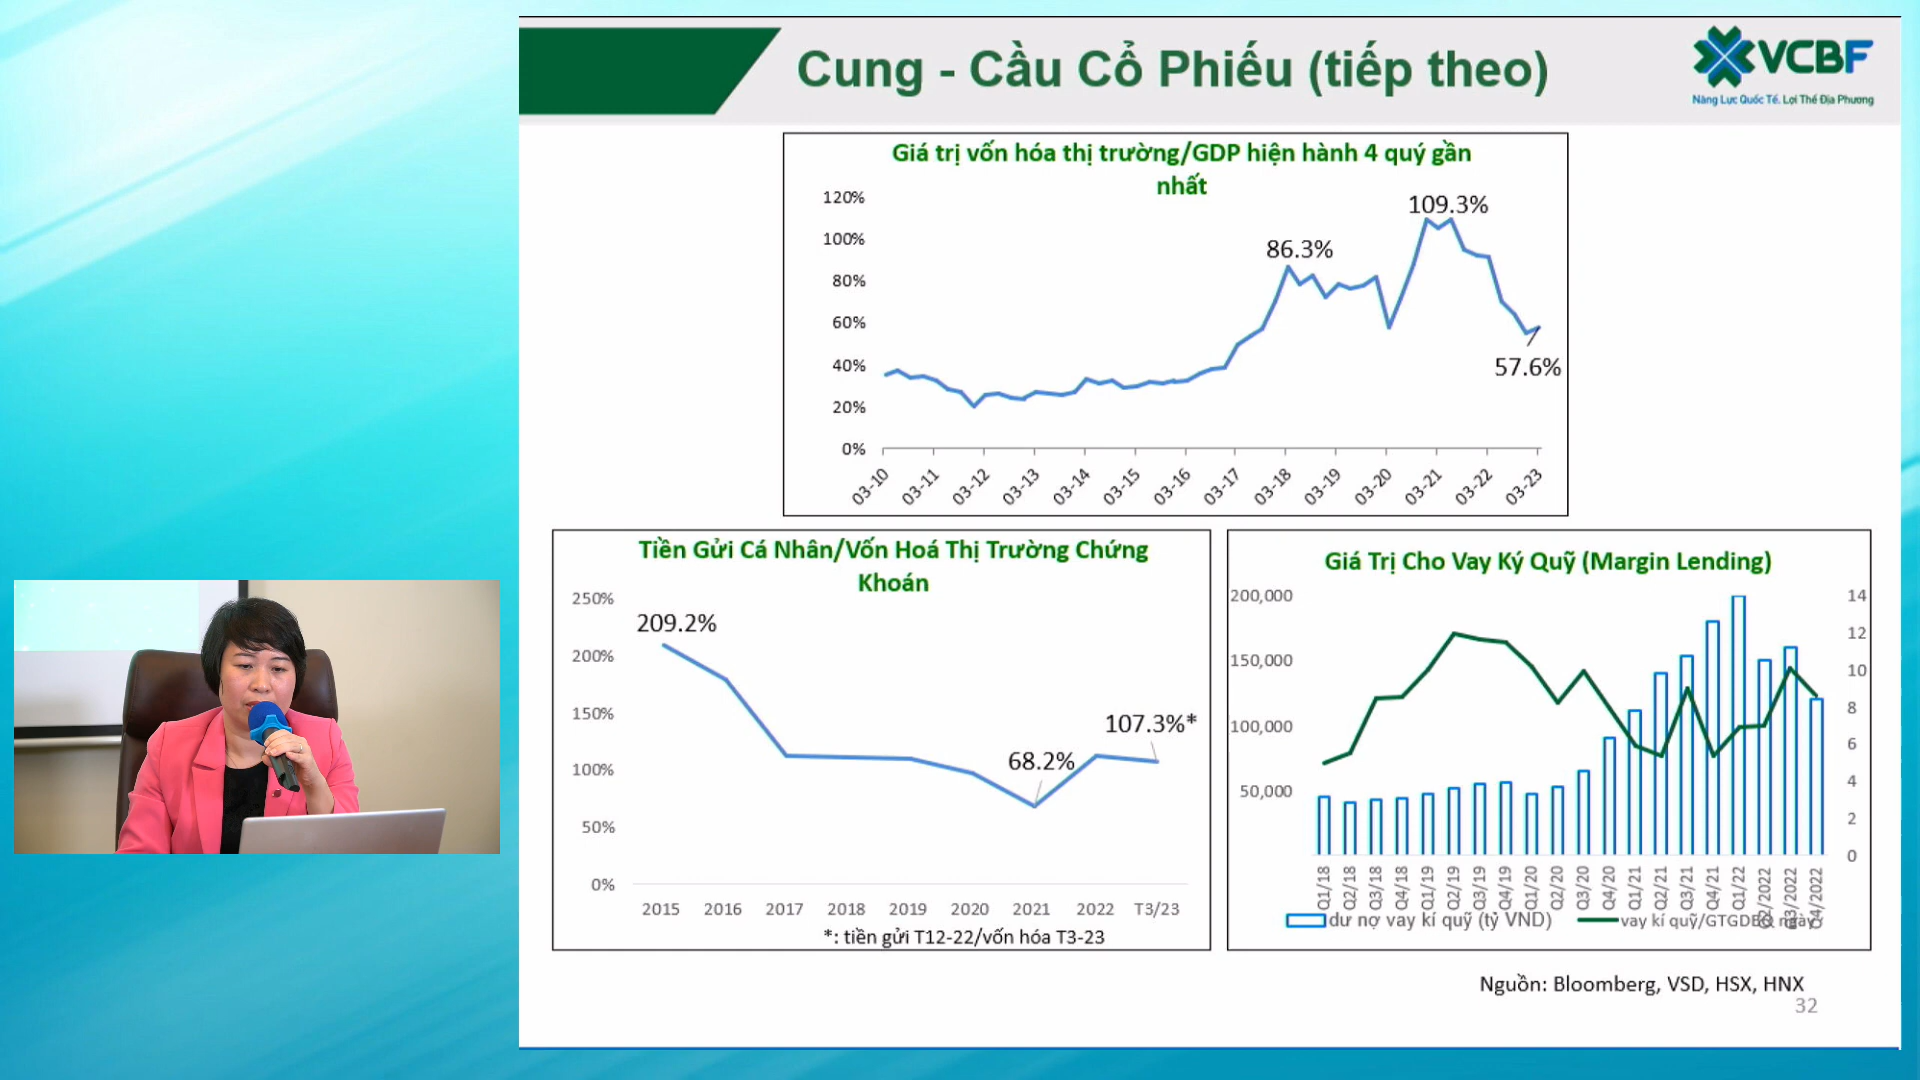 Cung - Cầu Cổ Phiếu (tiếp theo)
VCBF
Năng Lực Quốc Tế. Lợi Thế Địa Phương
Giá trị vốn hóa thị trường/GDP hiện hành 4 quý gần
nhất
120%
100%
80%
60%
40%
20%
0%
86.3%
109.3%
57.6%
03-10 03-11 03-12 03-13 03-14 03-15 03-16 03-17 03-18 03-19 03-20 03-21 03-22 03-23
Tiền Gửi Cá Nhân/Vốn Hoá Thị Trường Chứng
Khoán
250%
200%
150%
100%
50%
0%
209.2%
68.2%
107.3%*
2015 2016 2017 2018 2019 2020 2021 2022 T3/23
*: tiền gửi T12-22/vốn hóa T3-23
Giá Trị Cho Vay Ký Quỹ (Margin Lending)
200,000
150,000
100,000
50,000
14
12
10
8
6
4
2
0
Q1/18 Q2/18 Q3/18 Q4/18 Q1/19 Q2/19 Q3/19 Q4/19 Q1/20 Q2/20 Q3/20 Q4/20 Q1/21 Q2/21 Q3/21 Q4/21 Q1/22 Q2/2022 Q3/2022 Q4/2022
dư nợ vay kí quỹ (tỷ VND) vay kí quỹ/GTGDBQ ngày
Nguồn: Bloomberg, VSD, HSX, HNX
32